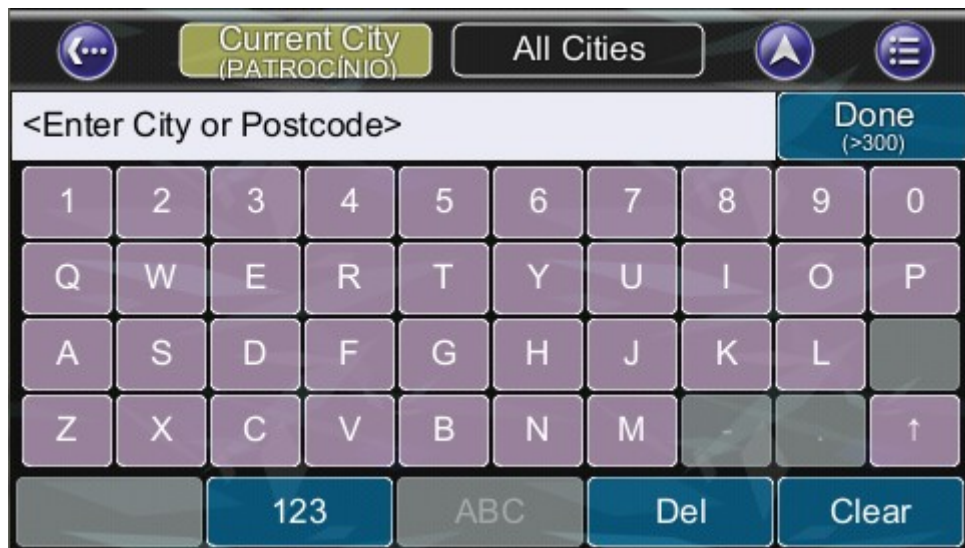 Current City
(PATROCÍNIO)
All Cities
<Enter City or Postcode>
Done
(>300)
1 2 3 4 5 6 7 8 9 0
Q W E R T Y U I O P
A S D F G H J K L
Z X C V B N M - . ↑
123 ABC Del Clear